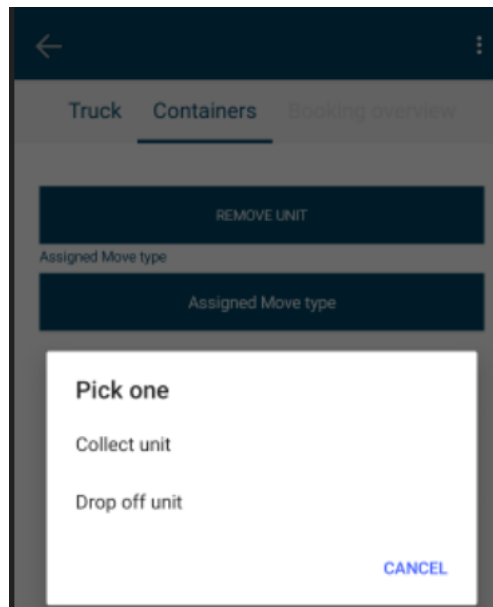 Truck Containers Booking overview
REMOVE UNIT
Assigned Move type
Assigned Move type
Pick one
Collect unit
Drop off unit
CANCEL